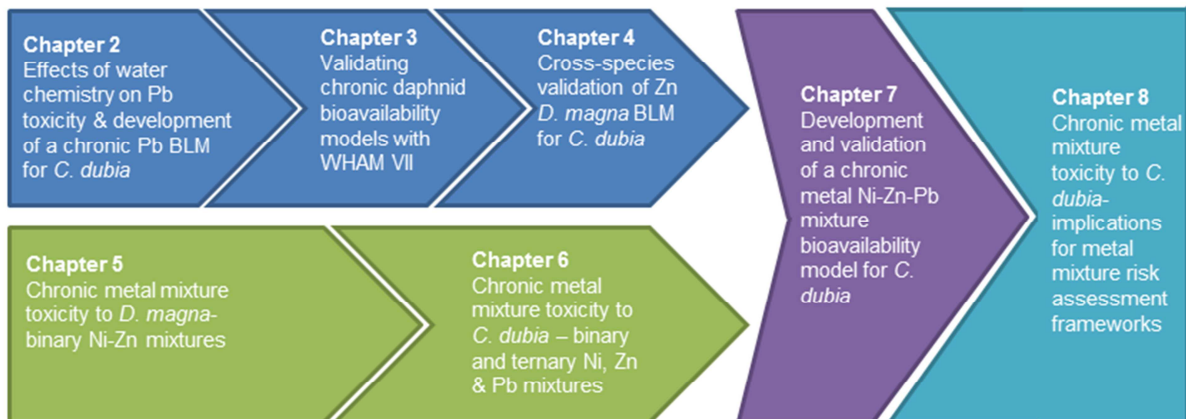 Chapter 2
Effects of water
chemistry on Pb
toxicity & development
of a chronic Pb BLM
for C. dubia
Chapter 3
Validating
chronic daphnid
bioavailability
models with
WHAM VII
Chapter 4
Cross-species
validation of Zn
D. magna BLM
for C. dubia
Chapter 5
Chronic metal mixture
toxicity to D. magna-
binary Ni-Zn mixtures
Chapter 6
Chronic metal
mixture toxicity to
C. dubia – binary
and ternary Ni, Zn
& Pb mixtures
Chapter 7
Development
and validation
of a chronic
metal Ni-Zn-Pb
mixture
bioavailability
model for C.
dubia
Chapter 8
Chronic metal
mixture
toxicity to C.
dubia-
implications
for metal
mixture risk
assessment
frameworks